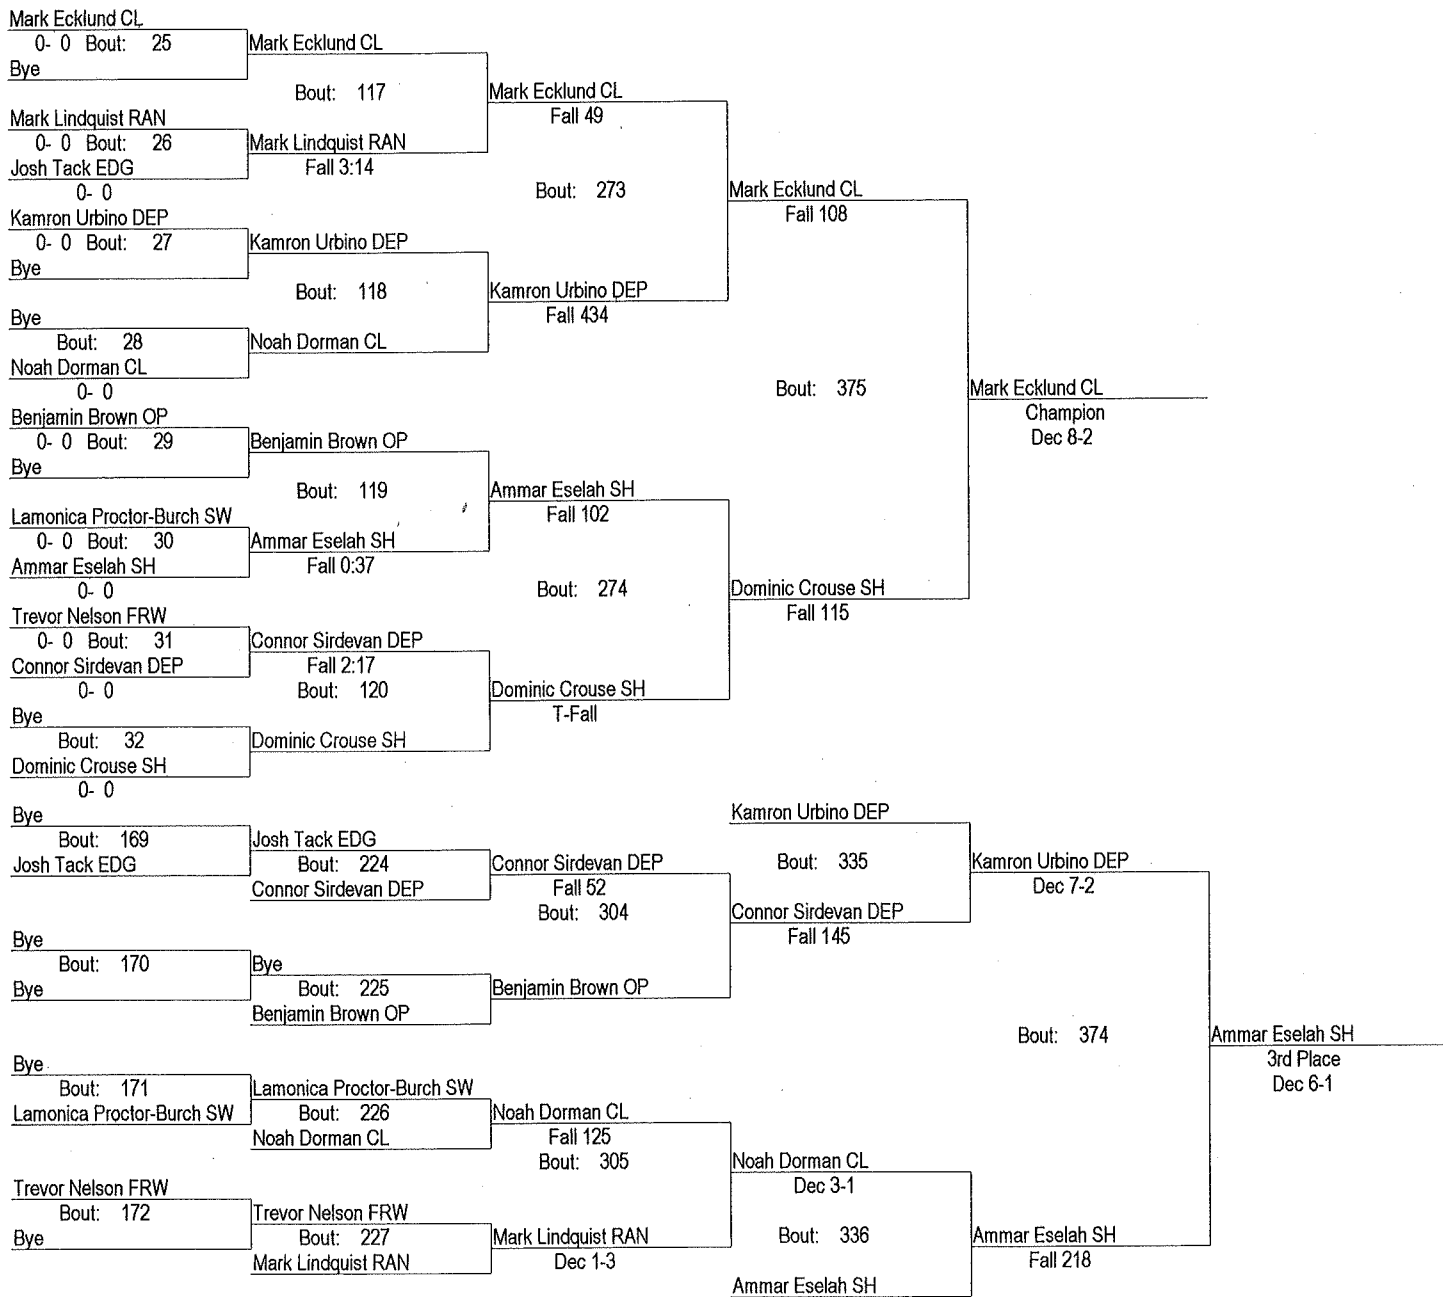 Mark Ecklund CL
0- 0 Bout: 25
Bye
Mark Ecklund CL
Bout: 117
Mark Lindquist RAN
0- 0 Bout: 26
Josh Tack EDG
0- 0
Mark Lindquist RAN
Fall 3:14
Mark Ecklund CL
Fall 49
Bout: 273
Kamron Urbino DEP
0- 0 Bout: 27
Bye
Kamron Urbino DEP
Bout: 118
Bye
Bout: 28
Noah Dorman CL
0- 0
Noah Dorman CL
Kamron Urbino DEP
Fall 434
Mark Ecklund CL
Fall 108
Bout: 375
Benjamin Brown OP
0- 0 Bout: 29
Bye
Benjamin Brown OP
Bout: 119
Lamonica Proctor-Burch SW
0- 0 Bout: 30
Ammar Eselah SH
0- 0
Ammar Eselah SH
Fall 0:37
Ammar Eselah SH
Fall 102
Bout: 274
Trevor Nelson FRW
0- 0 Bout: 31
Connor Sirdevan DEP
0- 0
Connor Sirdevan DEP
Fall 2:17
Bout: 120
Bye
Bout: 32
Dominic Crouse SH
0- 0
Dominic Crouse SH
Dominic Crouse SH
T-Fall
Dominic Crouse SH
Fall 115
Mark Ecklund CL
Champion
Dec 8-2
Bye
Bout: 169
Josh Tack EDG
Josh Tack EDG
Bout: 224
Connor Sirdevan DEP
Connor Sirdevan DEP
Fall 52
Bout: 304
Bye
Bout: 170
Bye
Bye
Bout: 225
Benjamin Brown OP
Benjamin Brown OP
Kamron Urbino DEP
Bout: 335
Connor Sirdevan DEP
Fall 145
Kamron Urbino DEP
Dec 7-2
Bout: 374
Bye
Bout: 171
Lamonica Proctor-Burch SW
Lamonica Proctor-Burch SW
Bout: 226
Noah Dorman CL
Noah Dorman CL
Fall 125
Bout: 305
Trevor Nelson FRW
Bout: 172
Bye
Trevor Nelson FRW
Bout: 227
Mark Lindquist RAN
Mark Lindquist RAN
Dec 1-3
Noah Dorman CL
Dec 3-1
Bout: 336
Ammar Eselah SH
Ammar Eselah SH
Fall 218
Ammar Eselah SH
3rd Place
Dec 6-1